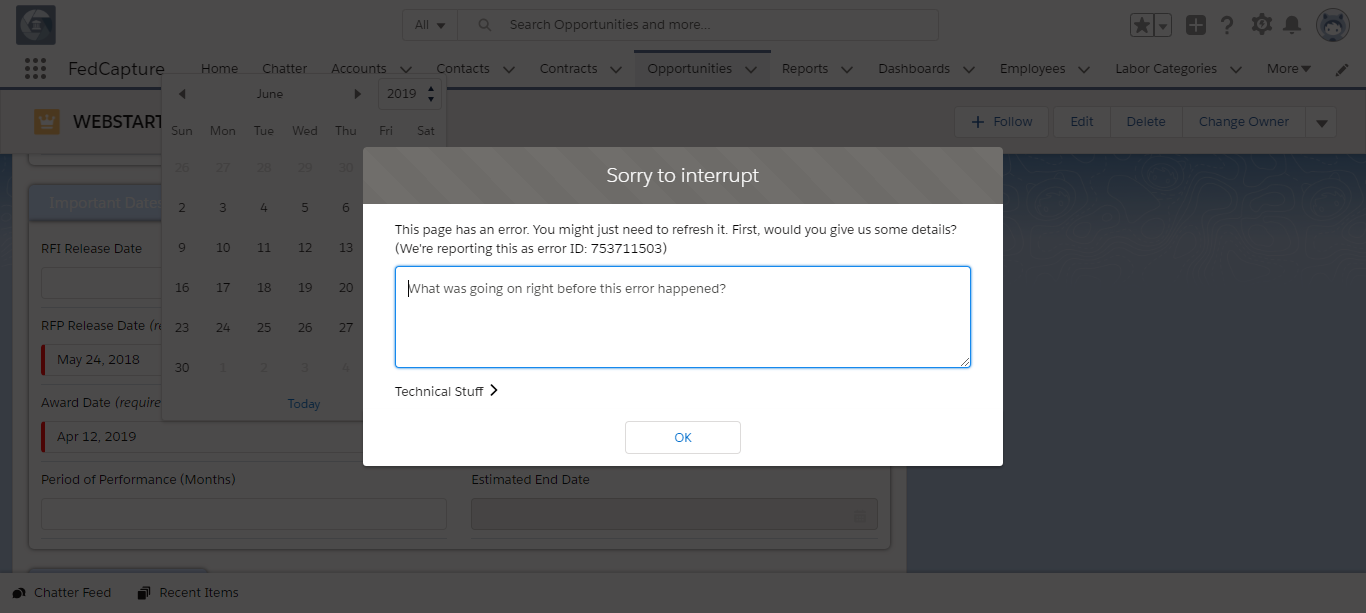 All
Search Opportunities and more...
FedCapture
Home
Chatter
Accounts
Contacts
Contracts
Opportunities
Reports
Dashboards
Employees
Labor Categories
More
WEBSTART
Follow
Edit
Delete
Change Owner
June
2019
Sun Mon Tue Wed Thu Fri Sat
26 27 28 29 30
2 3 4 5 6
9 10 11 12 13
16 17 18 19 20
23 24 25 26 27
30 1 2 3 4
Today
Important Dates
RFI Release Date
RFP Release Date
May 24, 2018
Award Date (require
Apr 12, 2019
Period of Performance (Months)
Estimated End Date
Sorry to interrupt
This page has an error. You might just need to refresh it. First, would you give us some details?
(We're reporting this as error ID: 753711503)
What was going on right before this error happened?
Technical Stuff
OK
Chatter Feed
Recent Items